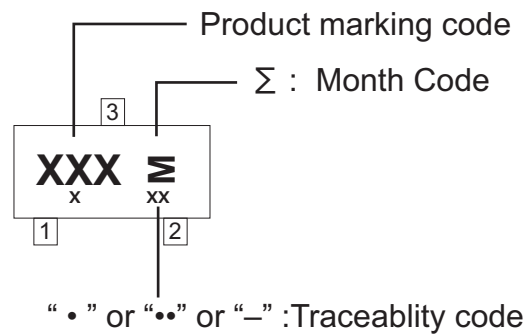 Product marking code
∑ : Month Code
3
XXX ∑
x xx
1 2
“ • ” or “••” or “–” :Traceablity code